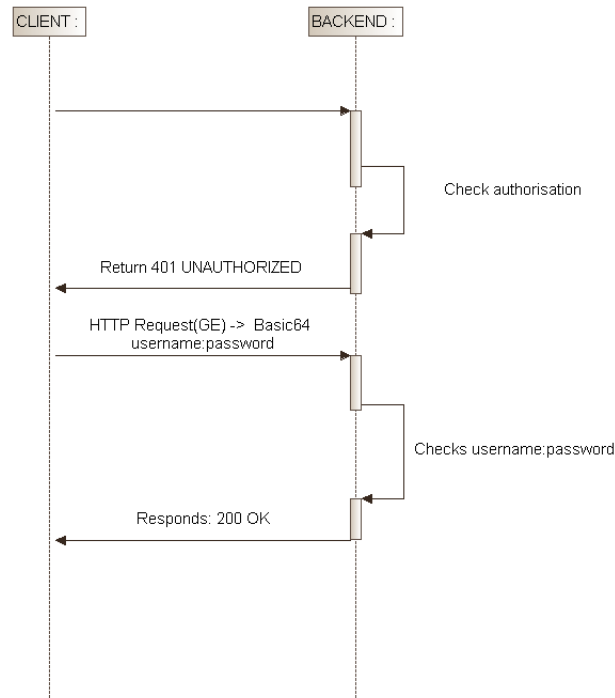 CLIENT :
BACKEND :
Check authorisation
Return 401 UNAUTHORIZED
HTTP Request(GE) -> Basic64
username:password
Checks username:password
Responds: 200 OK